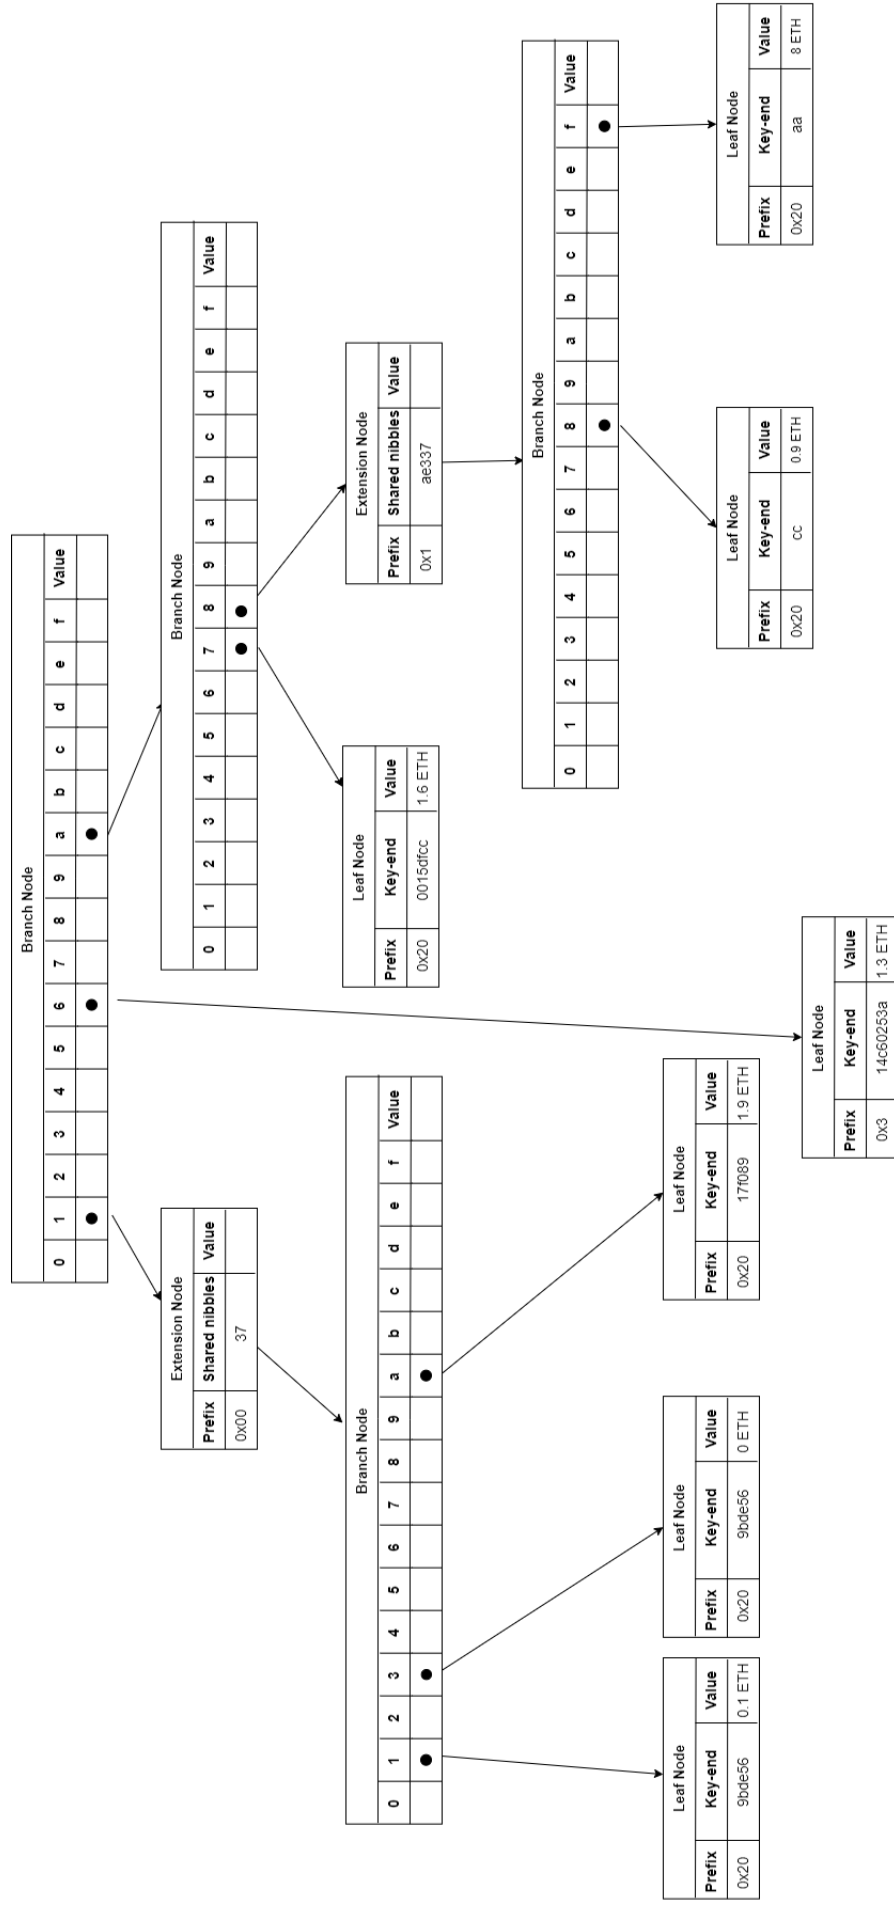 Branch Node
0 1 2 3 4 5 6 7 8 9 a b c d e f Value
Extension Node
Prefix Shared nibbles Value
0x00 37
Branch Node
0 1 2 3 4 5 6 7 8 9 a b c d e f Value
Branch Node
0 1 2 3 4 5 6 7 8 9 a b c d e f Value
Leaf Node
Prefix Key-end Value
0x20 0015dfcc 1.6 ETH
Extension Node
Prefix Shared nibbles Value
0x1 ae337
Branch Node
0 1 2 3 4 5 6 7 8 9 a b c d e f Value
Leaf Node
Prefix Key-end Value
0x20 9bde56 0.1 ETH
Leaf Node
Prefix Key-end Value
0x20 9bde56 0 ETH
Leaf Node
Prefix Key-end Value
0x20 17f089 1.9 ETH
Leaf Node
Prefix Key-end Value
0x3 14c60253a 1.3 ETH
Leaf Node
Prefix Key-end Value
0x20 cc 0.9 ETH
Leaf Node
Prefix Key-end Value
0x20 aa 8 ETH